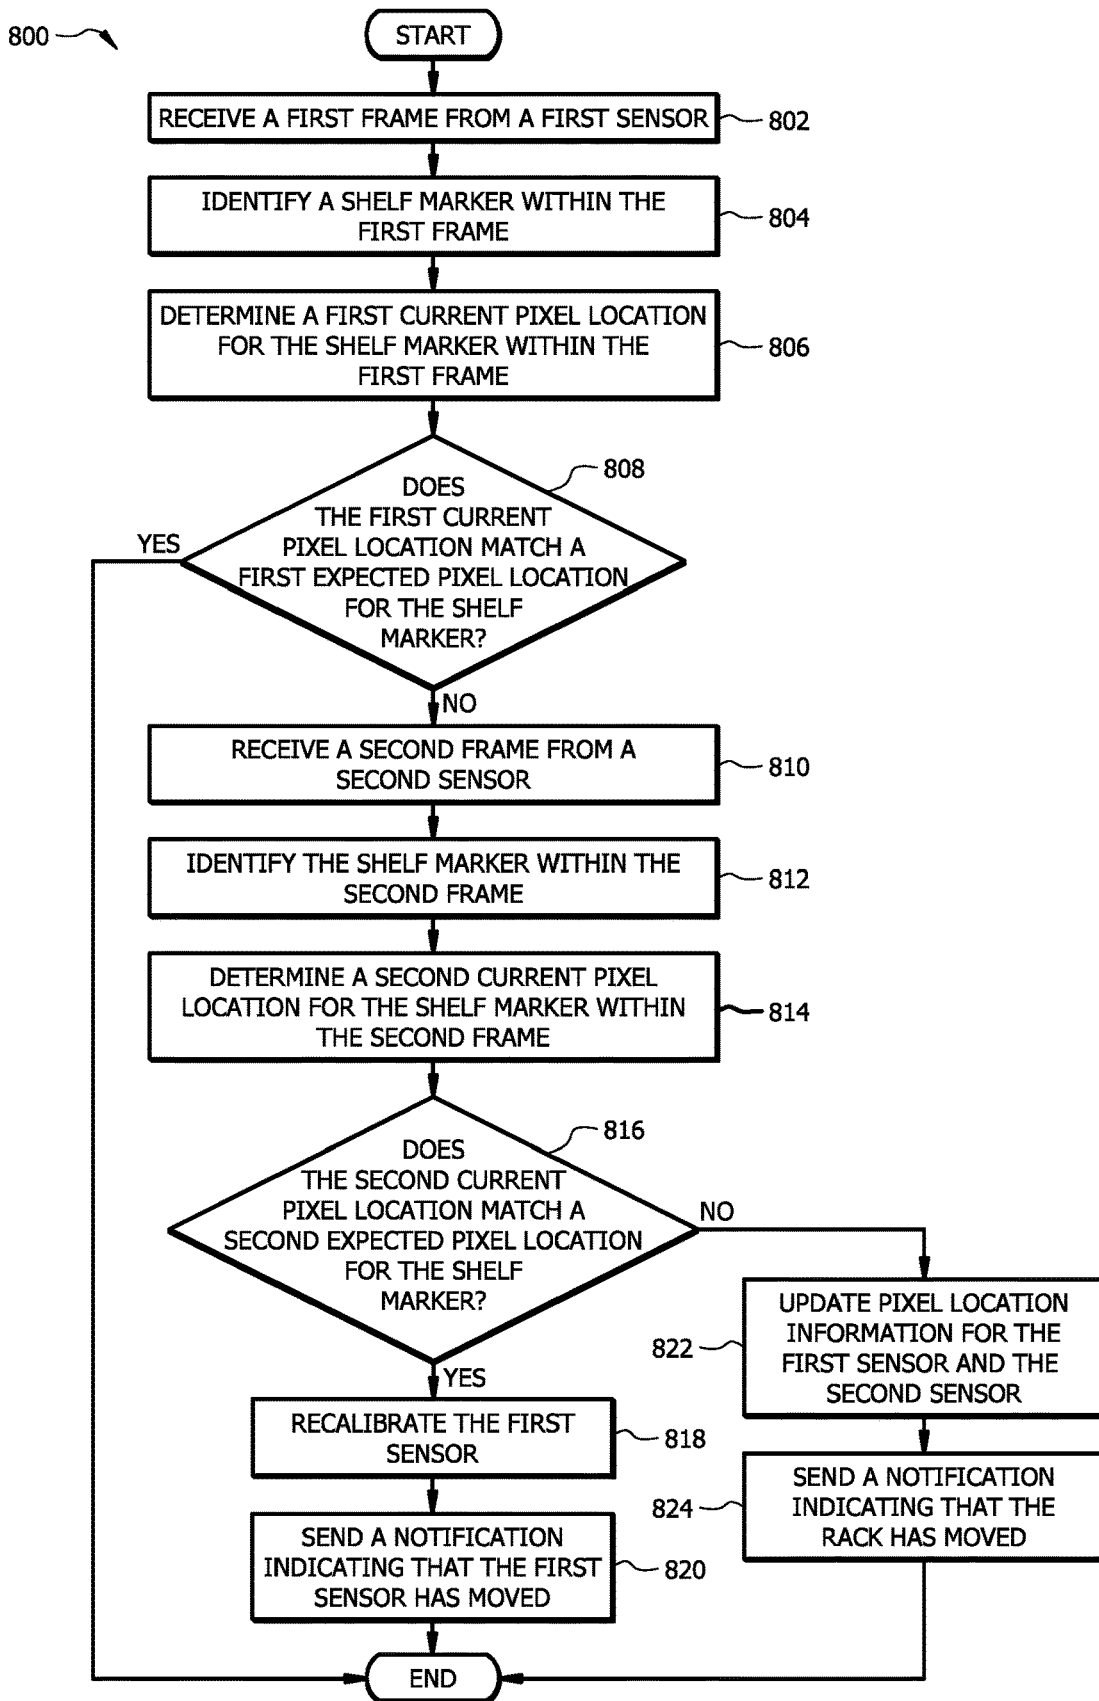 800
START
RECEIVE A FIRST FRAME FROM A FIRST SENSOR
802
IDENTIFY A SHELF MARKER WITHIN THE
FIRST FRAME
804
DETERMINE A FIRST CURRENT PIXEL LOCATION
FOR THE SHELF MARKER WITHIN THE
FIRST FRAME
806
808
DOES
THE FIRST CURRENT
PIXEL LOCATION MATCH A
FIRST EXPECTED PIXEL LOCATION
FOR THE SHELF
MARKER?
YES
NO
RECEIVE A SECOND FRAME FROM A
SECOND SENSOR
810
IDENTIFY THE SHELF MARKER WITHIN THE
SECOND FRAME
812
DETERMINE A SECOND CURRENT PIXEL
LOCATION FOR THE SHELF MARKER WITHIN
THE SECOND FRAME
814
816
DOES
THE SECOND CURRENT
PIXEL LOCATION MATCH A
SECOND EXPECTED PIXEL LOCATION
FOR THE SHELF
MARKER?
NO
YES
UPDATE PIXEL LOCATION
INFORMATION FOR THE
FIRST SENSOR AND THE
SECOND SENSOR
822
RECALIBRATE THE FIRST
SENSOR
818
SEND A NOTIFICATION
INDICATING THAT THE
RACK HAS MOVED
824
SEND A NOTIFICATION
INDICATING THAT THE FIRST
SENSOR HAS MOVED
820
END